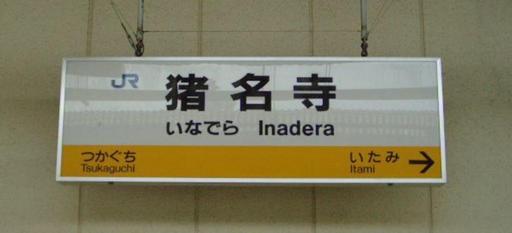 JR
猪名寺
いなでら Inadera
つかぐち いたみ
Tsukaguchi Itami